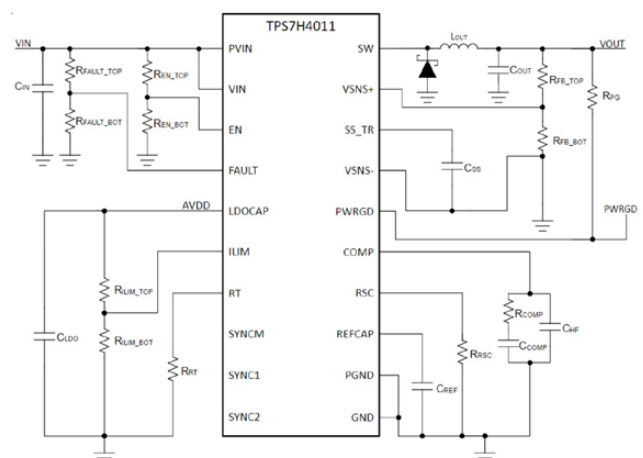 TPS7H4011
VIN
PVIN
SW
LOUT
VOUT
RFAULT_TOP
REN_TOP
CIN
VIN
VSNS+
COUT
RFB_TOP
RPG
RFAULT_BOT
REN_BOT
EN
SS_TR
RFB_BOT
CSS
FAULT
VSNS-
AVDD
LDOCAP
PWRGD
PWRGD
ILIM
COMP
RILIM_TOP
RT
RSC
RCOMP
CHF
CLDO
RILIM_BOT
SYNCM
REFCAP
CCOMP
RRT
RRSC
SYNC1
PGND
CREF
SYNC2
GND